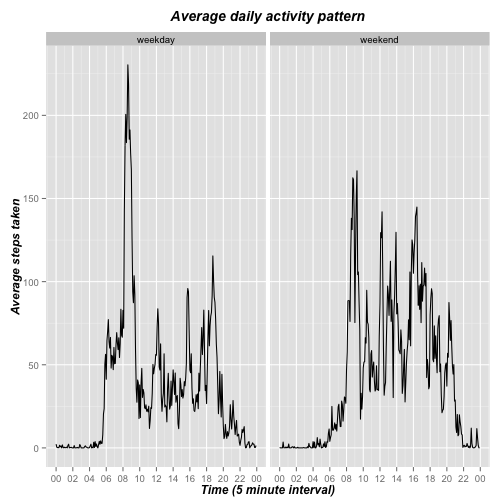 Average daily activity pattern
weekday weekend
200
150
100
50
0
Average steps taken
00 02 04 06 08 10 12 14 16 18 20 22 00 00 02 04 06 08 10 12 14 16 18 20 22 00
Time (5 minute interval)